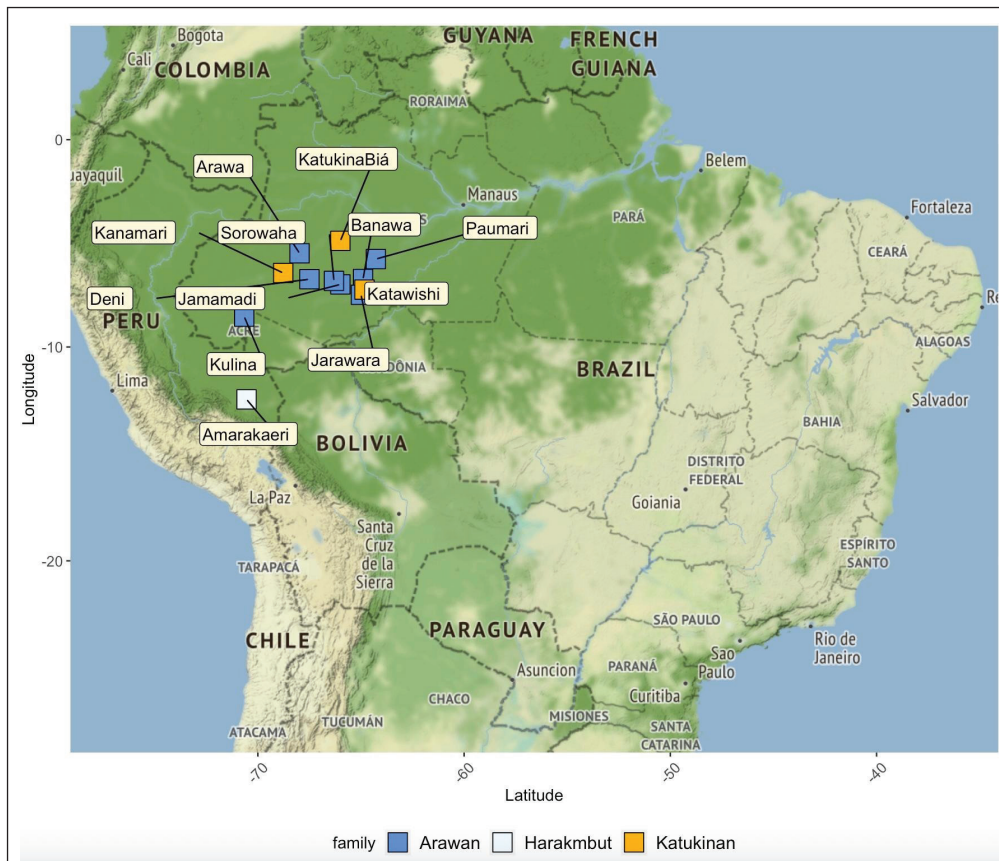 Bogota
Cali
COLOMBIA
GUYANA
FRENCH
GUIANA
RORAIMA
0
Arawa
KatukinaBiá
Belem
uayaquil
Manaus
Kanamari
Sorowaha
Banawa
S
Paumari
PARÁ
Fortaleza
CEARÁ
Deni
Jamamadi
Katawishi
PERU
ACRE
Re
-10
Kulina
Jarawara
DÔNIA
BRAZIL
ALAGOAS
Lima
Salvador
Longitude
Amarakaeri
BOLIVIA
BAHIA
La Paz
DISTRITO
FEDERAL
Goiania
Santa
Cruz
de la
Sierra
-20
TARAPACÁ
ESPÍRITO
SANTO
CHILE
PARAGUAY
SÃO PAULO
Rio de
Janeiro
Asuncion
PARANÁ
Sao
Paulo
Curitiba
CHACO
MISIONES
TUCUMÁN
SANTA
CATARINA
ATACAMA
-70
-60
-50
-40
Latitude
family Arawan Harakmbut Katukinan